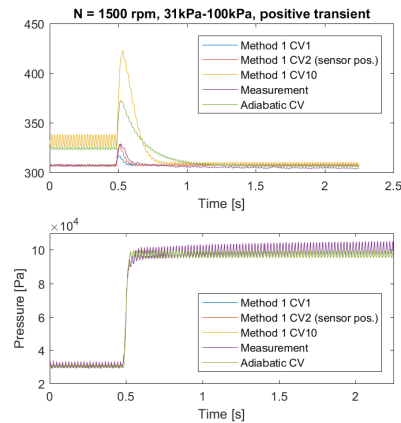 N = 1500 rpm, 31kPa-100kPa, positive transient
450
400
350
300
Method 1 CV1
Method 1 CV2 (sensor pos.)
Method 1 CV10
Measurement
Adiabatic CV
0 0.5 1 1.5 2 2.5
Time [s]
×10⁴
10
8
6
4
2
Pressure [Pa]
Method 1 CV1
Method 1 CV2 (sensor pos.)
Method 1 CV10
Measurement
Adiabatic CV
0 0.5 1 1.5 2
Time [s]